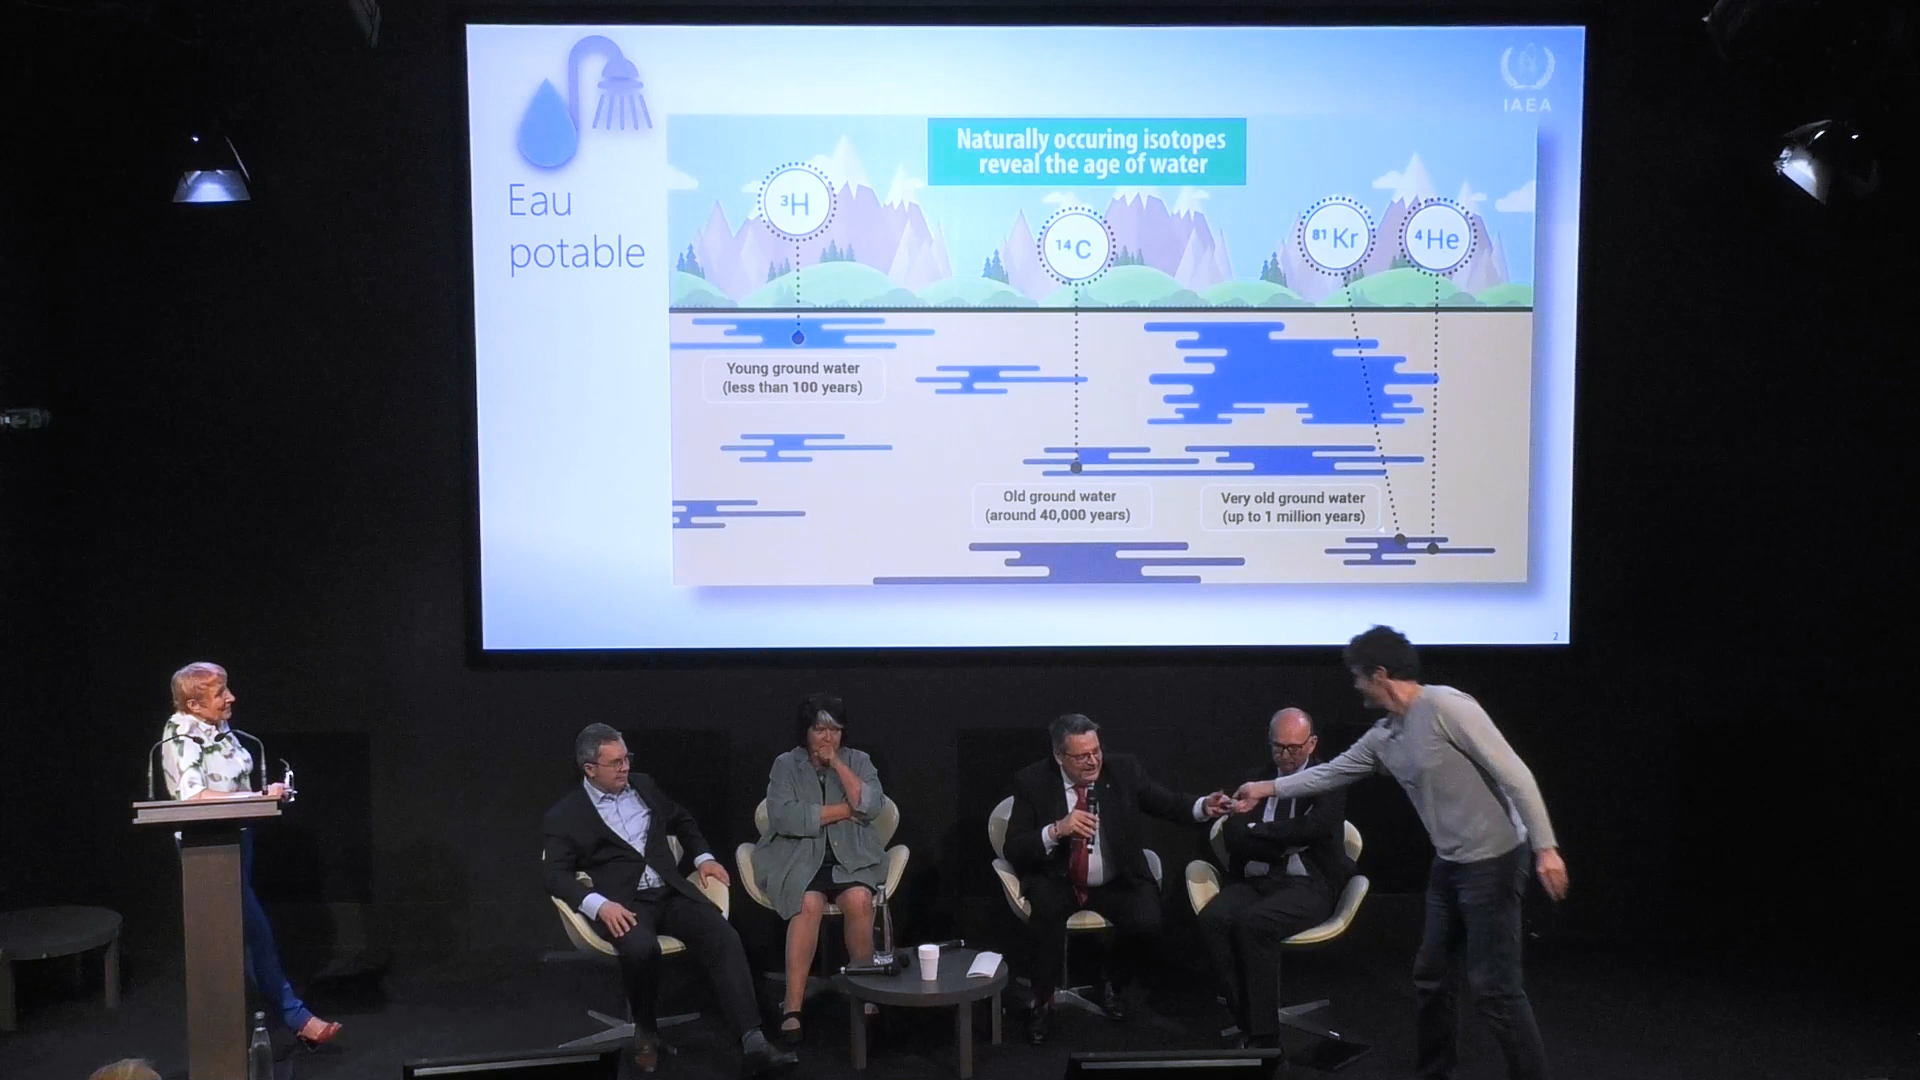 IAEA
Eau
potable
Naturally occuring isotopes
reveal the age of water
³H
¹⁴C
⁸¹Kr
⁴He
Young ground water
(less than 100 years)
Old ground water
(around 40,000 years)
Very old ground water
(up to 1 million years)
2